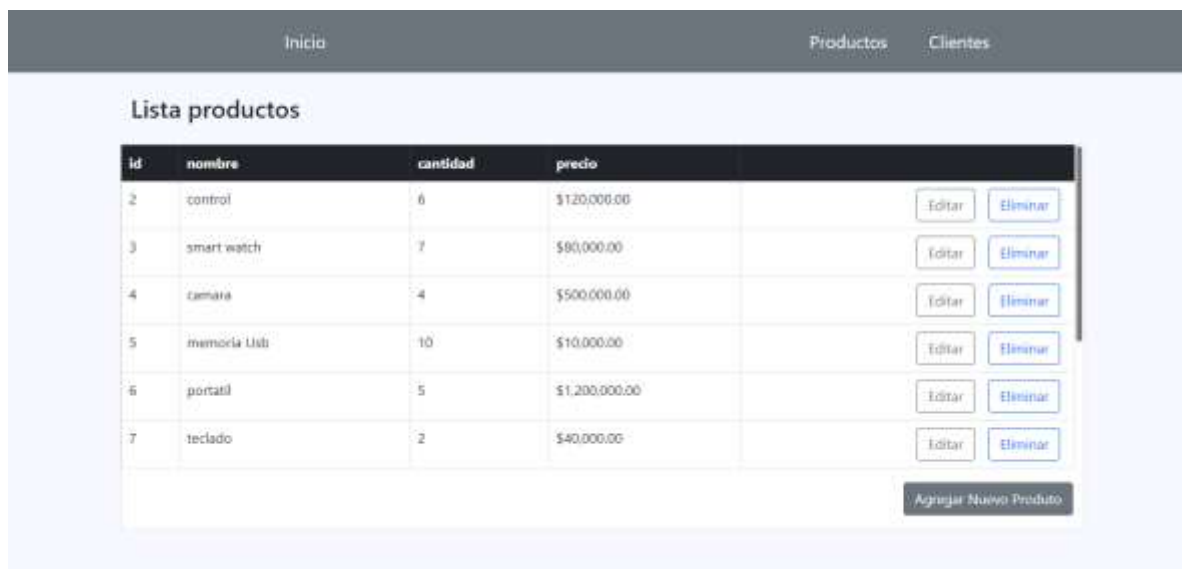 Inicio Productos Clientes
Lista productos
id nombre cantidad precio
2 control 6 $120,000.00 Editar Eliminar
3 smart watch 7 $80,000.00 Editar Eliminar
4 camara 4 $500,000.00 Editar Eliminar
5 memoria Usb 10 $10,000.00 Editar Eliminar
6 portatil 5 $1,200,000.00 Editar Eliminar
7 teclado 2 $40,000.00 Editar Eliminar
Agregar Nuevo Produto